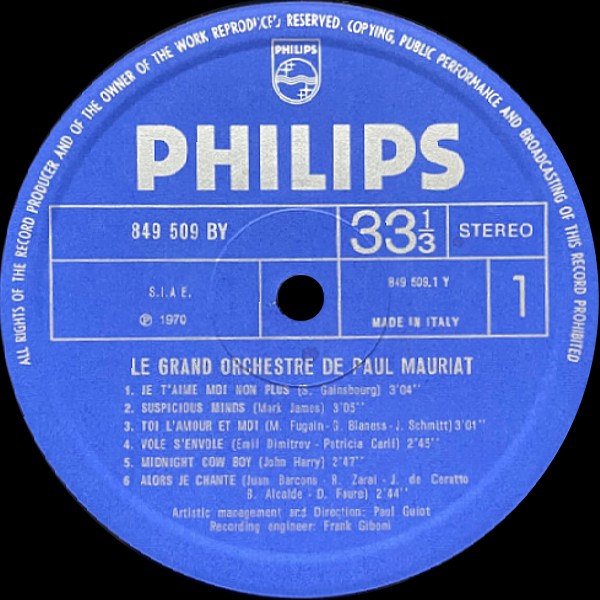 ALL RIGHTS OF THE RECORD PRODUCER AND OF THE OWNER OF THE WORK REPRODUCED RESERVED. COPYING, PUBLIC PERFORMANCE AND BROADCASTING OF THIS RECORD PROHIBITED
PHILIPS
PHILIPS
849 509 BY
33 1/3
STEREO
S.I.A E.
℗ 1970
849 509.1 Y
MADE IN ITALY
1
LE GRAND ORCHESTRE DE PAUL MAURIAT
1. JE T'AIME MOI NON PLUS (S. Gainsbourg) 3'04''
2. SUSPICIOUS MINDS (Mark James) 3'05''
3. TOI L'AMOUR ET MOI (M. Fugain - G. Blaness - J. Schmitt) 3'01''
4. VOLE S'ENVOLE (Emil Dimitrov - Patricia Carli) 2'45''
5. MIDNIGHT COW BOY (John Harry) 2'47''
6 ALORS JE CHANTE (Juan Barcons - R. Zarai - J. de Coratto
B. Alcalde - D. Faure) 2'44''
Artistic management and Direction: Paul Guiot
Recording engineer: Frank Giboni